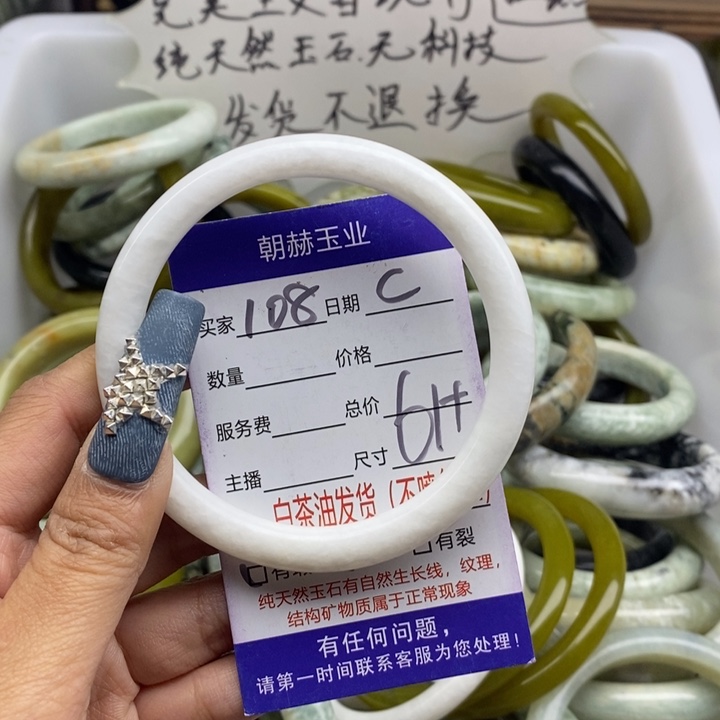 纯天然玉石.无科技
发货不退换
朝赫玉业
买家 108 日期 C
数量 价格
服务费 总价
主播 尺寸 61
白茶油发货(不喷
有裂
纯天然玉石有自然生长线,纹理,
结构矿物质属于正常现象
有任何问题,
请第一时间联系客服为您处理!